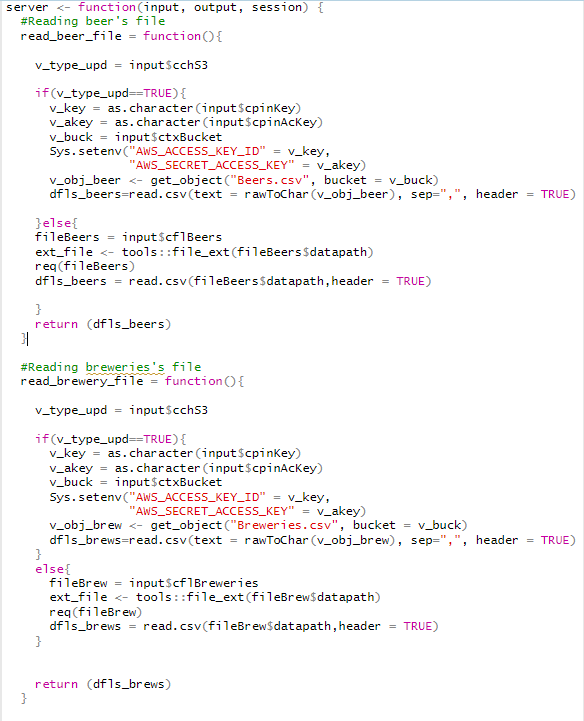 server <- function(input, output, session) {
  #Reading beer's file
  read_beer_file = function(){

    v_type_upd = input$cchS3

    if(v_type_upd==TRUE){
      v_key = as.character(input$cpinKey)
      v_akey = as.character(input$cpinAcKey)
      v_buck = input$ctxBucket
      Sys.setenv("AWS_ACCESS_KEY_ID" = v_key,
                 "AWS_SECRET_ACCESS_KEY" = v_akey)
      v_obj_beer <- get_object("Beers.csv", bucket = v_buck)
      dfls_beers=read.csv(text = rawToChar(v_obj_beer), sep=",", header = TRUE)

    }else{
    fileBeers = input$cflBeers
    ext_file <- tools::file_ext(fileBeers$datapath)
    req(fileBeers)
    dfls_beers = read.csv(fileBeers$datapath,header = TRUE)

    }
    return (dfls_beers)
  }

  #Reading breweries's file
  read_brewery_file = function(){

    v_type_upd = input$cchS3

    if(v_type_upd==TRUE){
      v_key = as.character(input$cpinKey)
      v_akey = as.character(input$cpinAcKey)
      v_buck = input$ctxBucket
      Sys.setenv("AWS_ACCESS_KEY_ID" = v_key,
                 "AWS_SECRET_ACCESS_KEY" = v_akey)
      v_obj_brew <- get_object("Breweries.csv", bucket = v_buck)
      dfls_brews=read.csv(text = rawToChar(v_obj_brew), sep=",", header = TRUE)
    }
    else{
      fileBrew = input$cflBreweries
      ext_file <- tools::file_ext(fileBrew$datapath)
      req(fileBrew)
      dfls_brews = read.csv(fileBrew$datapath,header = TRUE)
    }


    return (dfls_brews)
  }